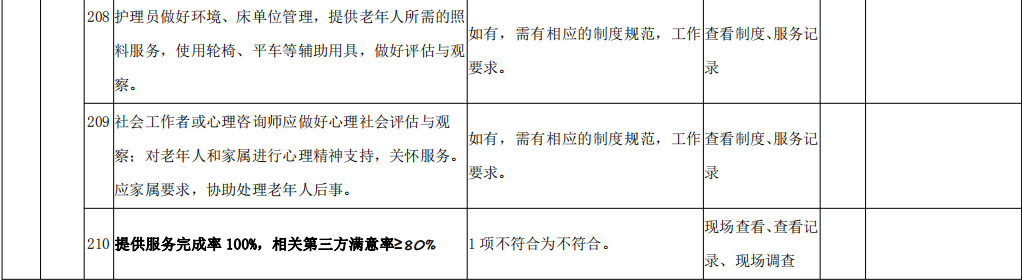 208
护理员做好环境、床单位管理，提供老年人所需的照
料服务，使用轮椅、平车等辅助用具，做好评估与观
察。
如有，需有相应的制度规范，工作
要求。
查看制度、服务记
录
209
社会工作者或心理咨询师应做好心理社会评估与观
察；对老年人和家属进行心理精神支持，关怀服务。
应家属要求，协助处理老年人后事。
如有，需有相应的制度规范，工作
要求。
查看制度、服务记
录
210
提供服务完成率 100%，相关第三方满意率≥80%
1 项不符合为不符合。
现场查看、查看记
录、现场调查